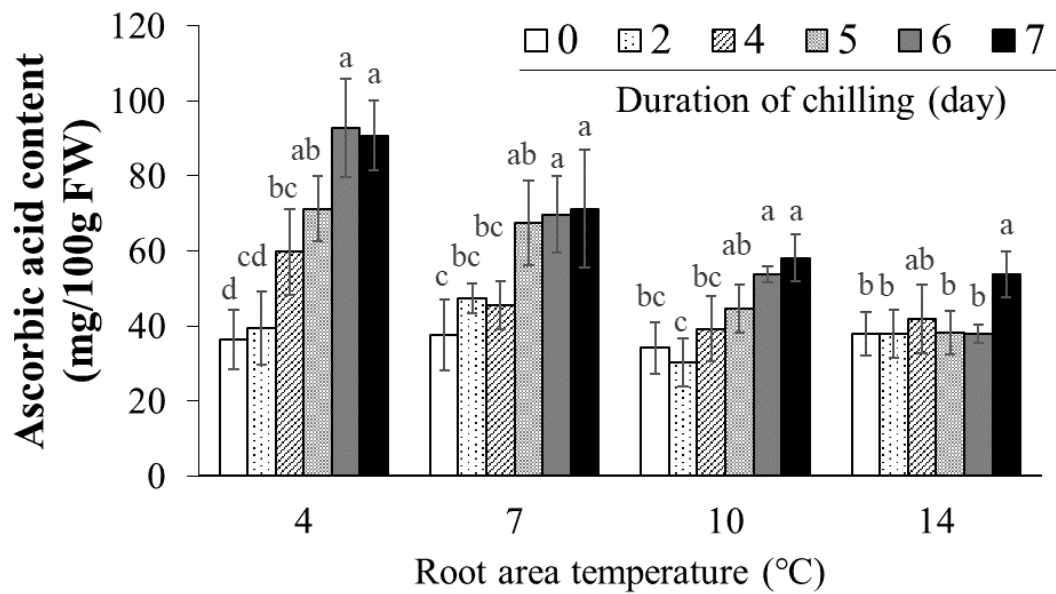 120
100
80
60
40
20
0
Ascorbic acid content
(mg/100g FW)
0 2 4 5 6 7
Duration of chilling (day)
d cd bc ab a a
c bc bc ab a a
bc c bc ab a a
b b ab b b a
4 7 10 14
Root area temperature (℃)